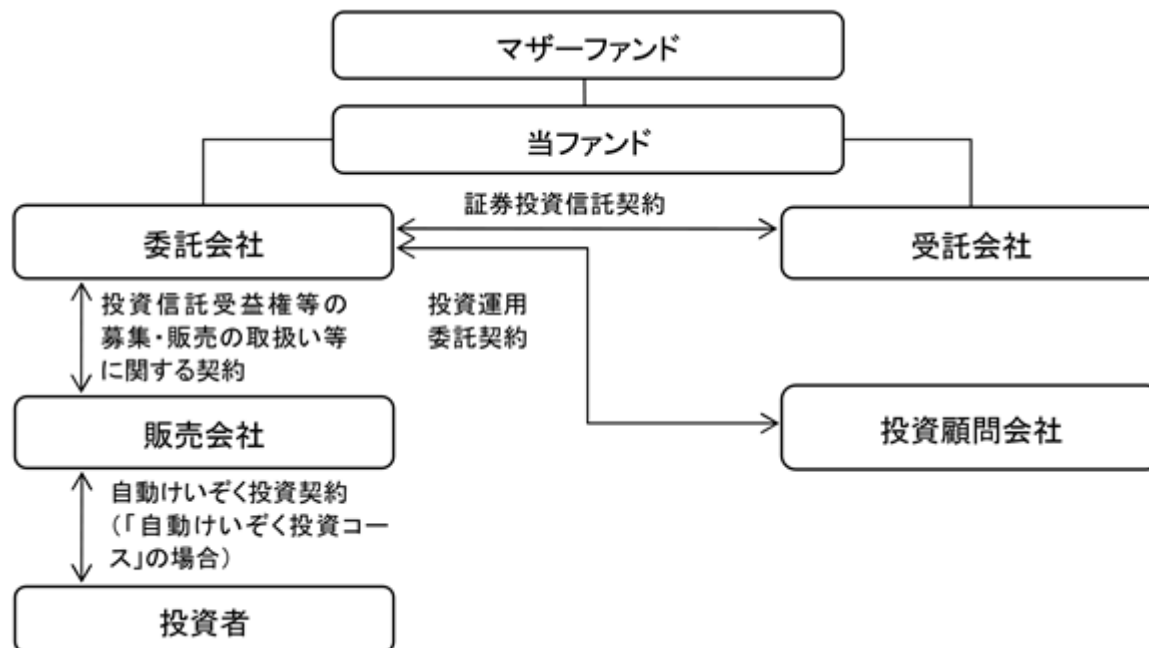 マザーファンド
当ファンド
証券投資信託契約
委託会社
受託会社
投資信託受益権等の
募集・販売の取扱い等
に関する契約
投資運用
委託契約
販売会社
投資顧問会社
自動けいぞく投資契約
（「自動けいぞく投資コー
ス」の場合）
投資者